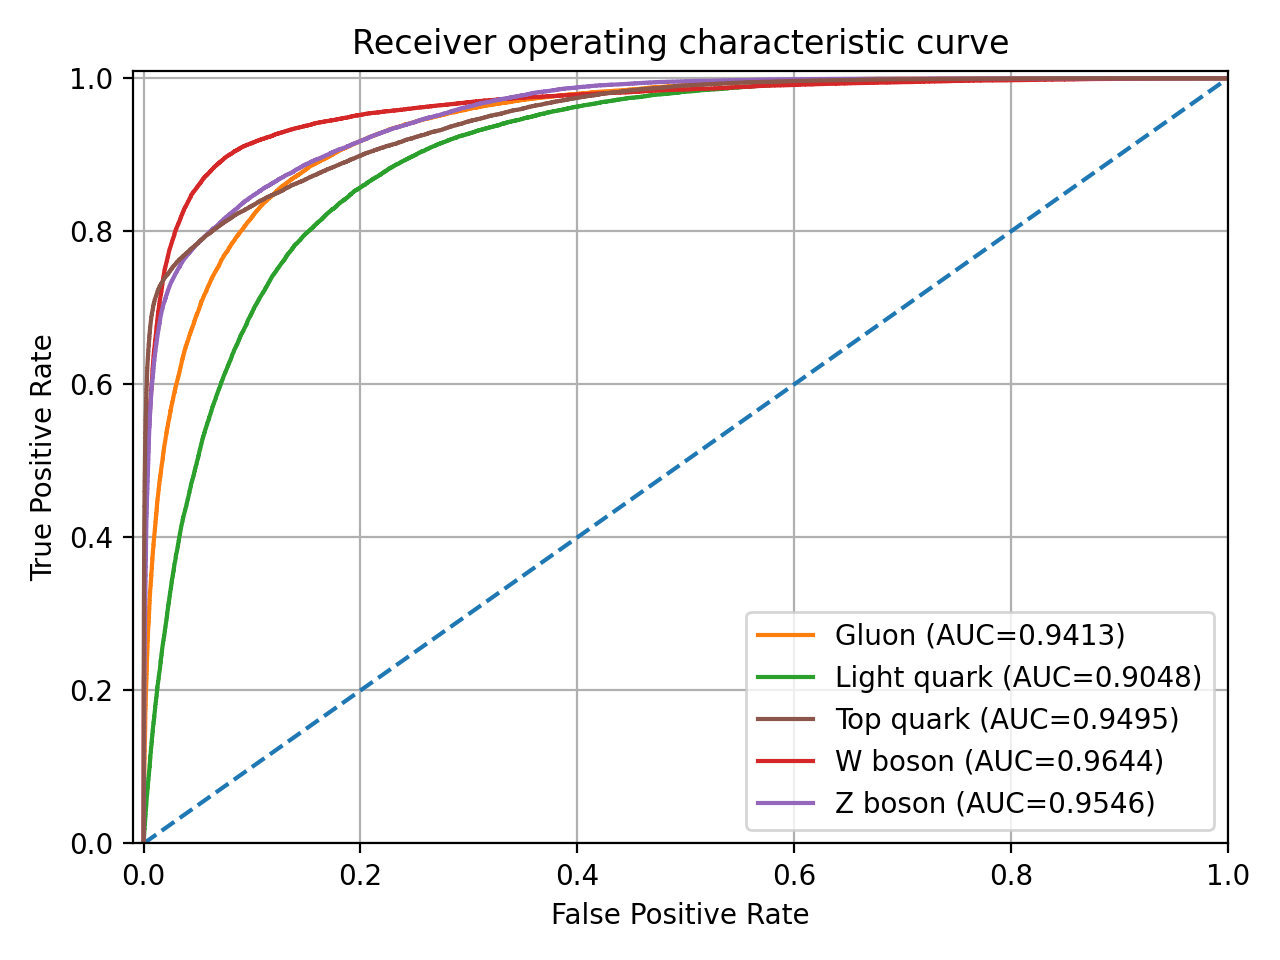 Receiver operating characteristic curve
1.0
0.8
0.6
0.4
0.2
0.0
True Positive Rate
Gluon (AUC=0.9413)
Light quark (AUC=0.9048)
Top quark (AUC=0.9495)
W boson (AUC=0.9644)
Z boson (AUC=0.9546)
0.0 0.2 0.4 0.6 0.8 1.0
False Positive Rate